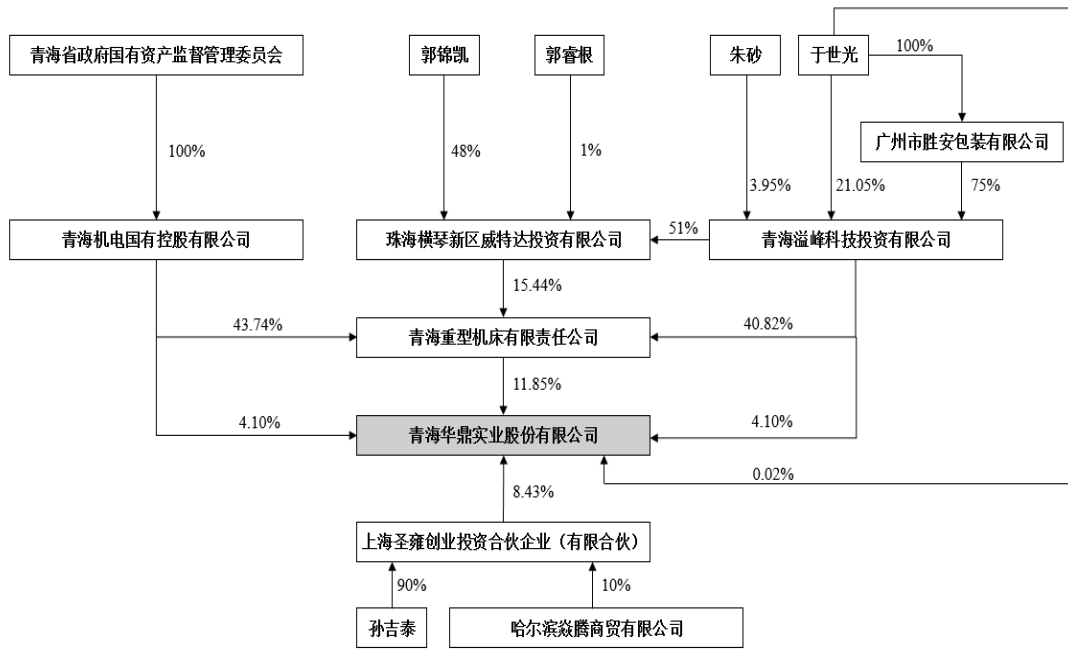 青海省政府国有资产监督管理委员会
郭锦凯
郭睿根
朱砂
于世光
100%
广州市胜安包装有限公司
100%
48%
1%
3.95%
21.05%
75%
青海机电国有控股有限公司
珠海横琴新区威特达投资有限公司
51%
青海溢峰科技投资有限公司
15.44%
43.74%
青海重型机床有限责任公司
40.82%
11.85%
4.10%
青海华鼎实业股份有限公司
4.10%
0.02%
8.43%
上海圣雍创业投资合伙企业（有限合伙）
90%
10%
孙吉泰
哈尔滨焱腾商贸有限公司